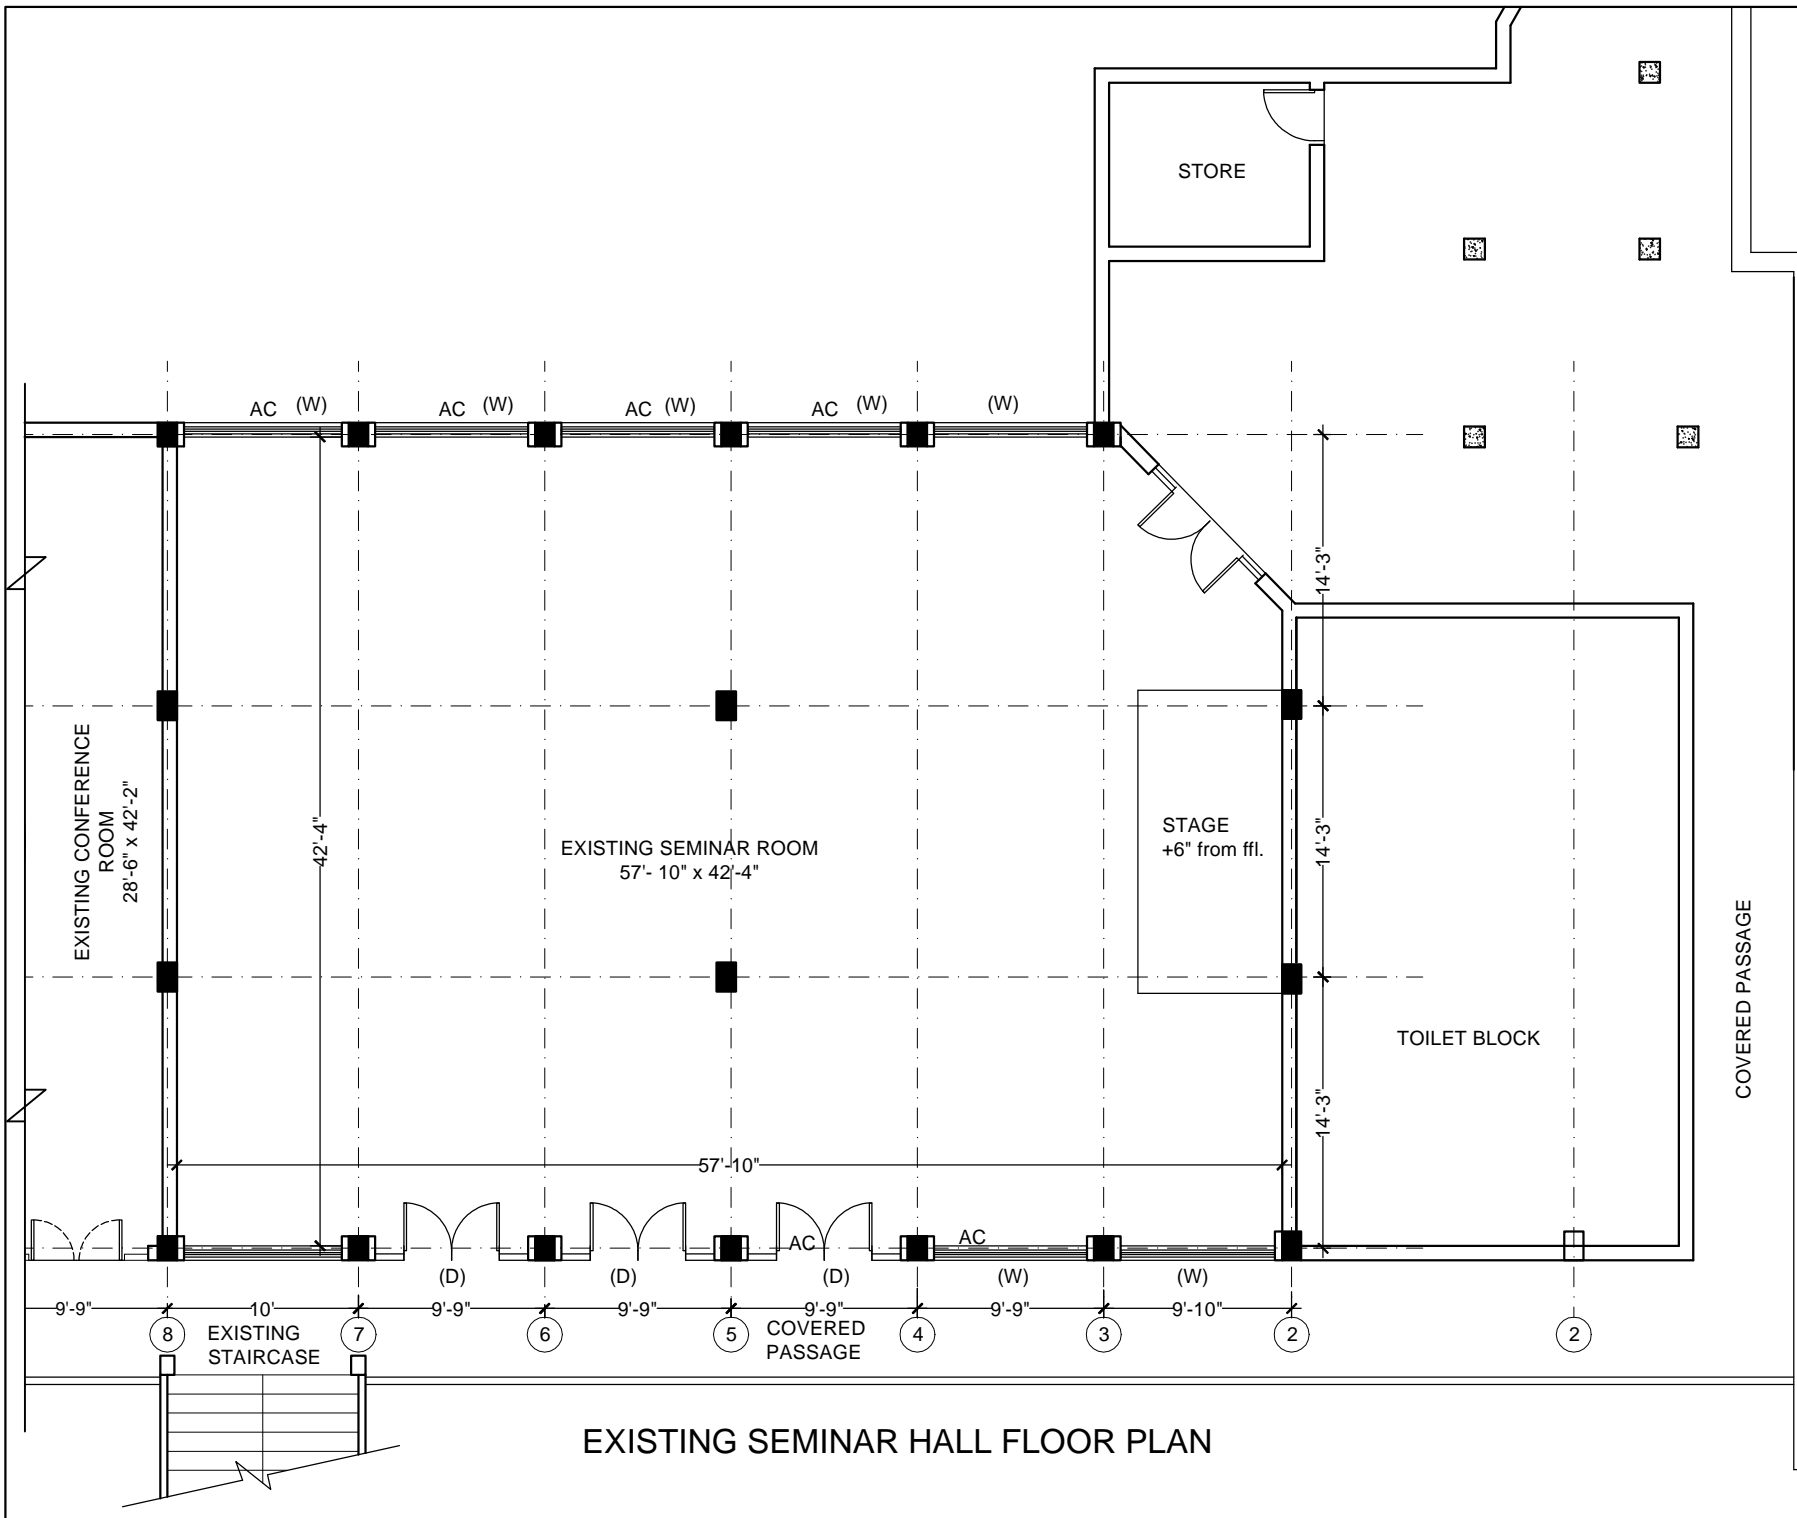 STORE
AC (W)
AC (W)
AC (W)
AC (W)
(W)
14'-3"
EXISTING CONFERENCE
ROOM
28'-6" x 42'-2"
42'-4"
EXISTING SEMINAR ROOM
57'- 10" x 42'-4"
STAGE
+6" from ffl.
14'-3"
COVERED PASSAGE
TOILET BLOCK
14'-3"
57'-10"
AC
AC
(D)
(D)
(D)
(W)
(W)
9'-9"
10'
9'-9"
9'-9"
9'-9"
9'-9"
9'-10"
8
EXISTING
STAIRCASE
7
6
5
COVERED
PASSAGE
4
3
2
2
EXISTING SEMINAR HALL FLOOR PLAN